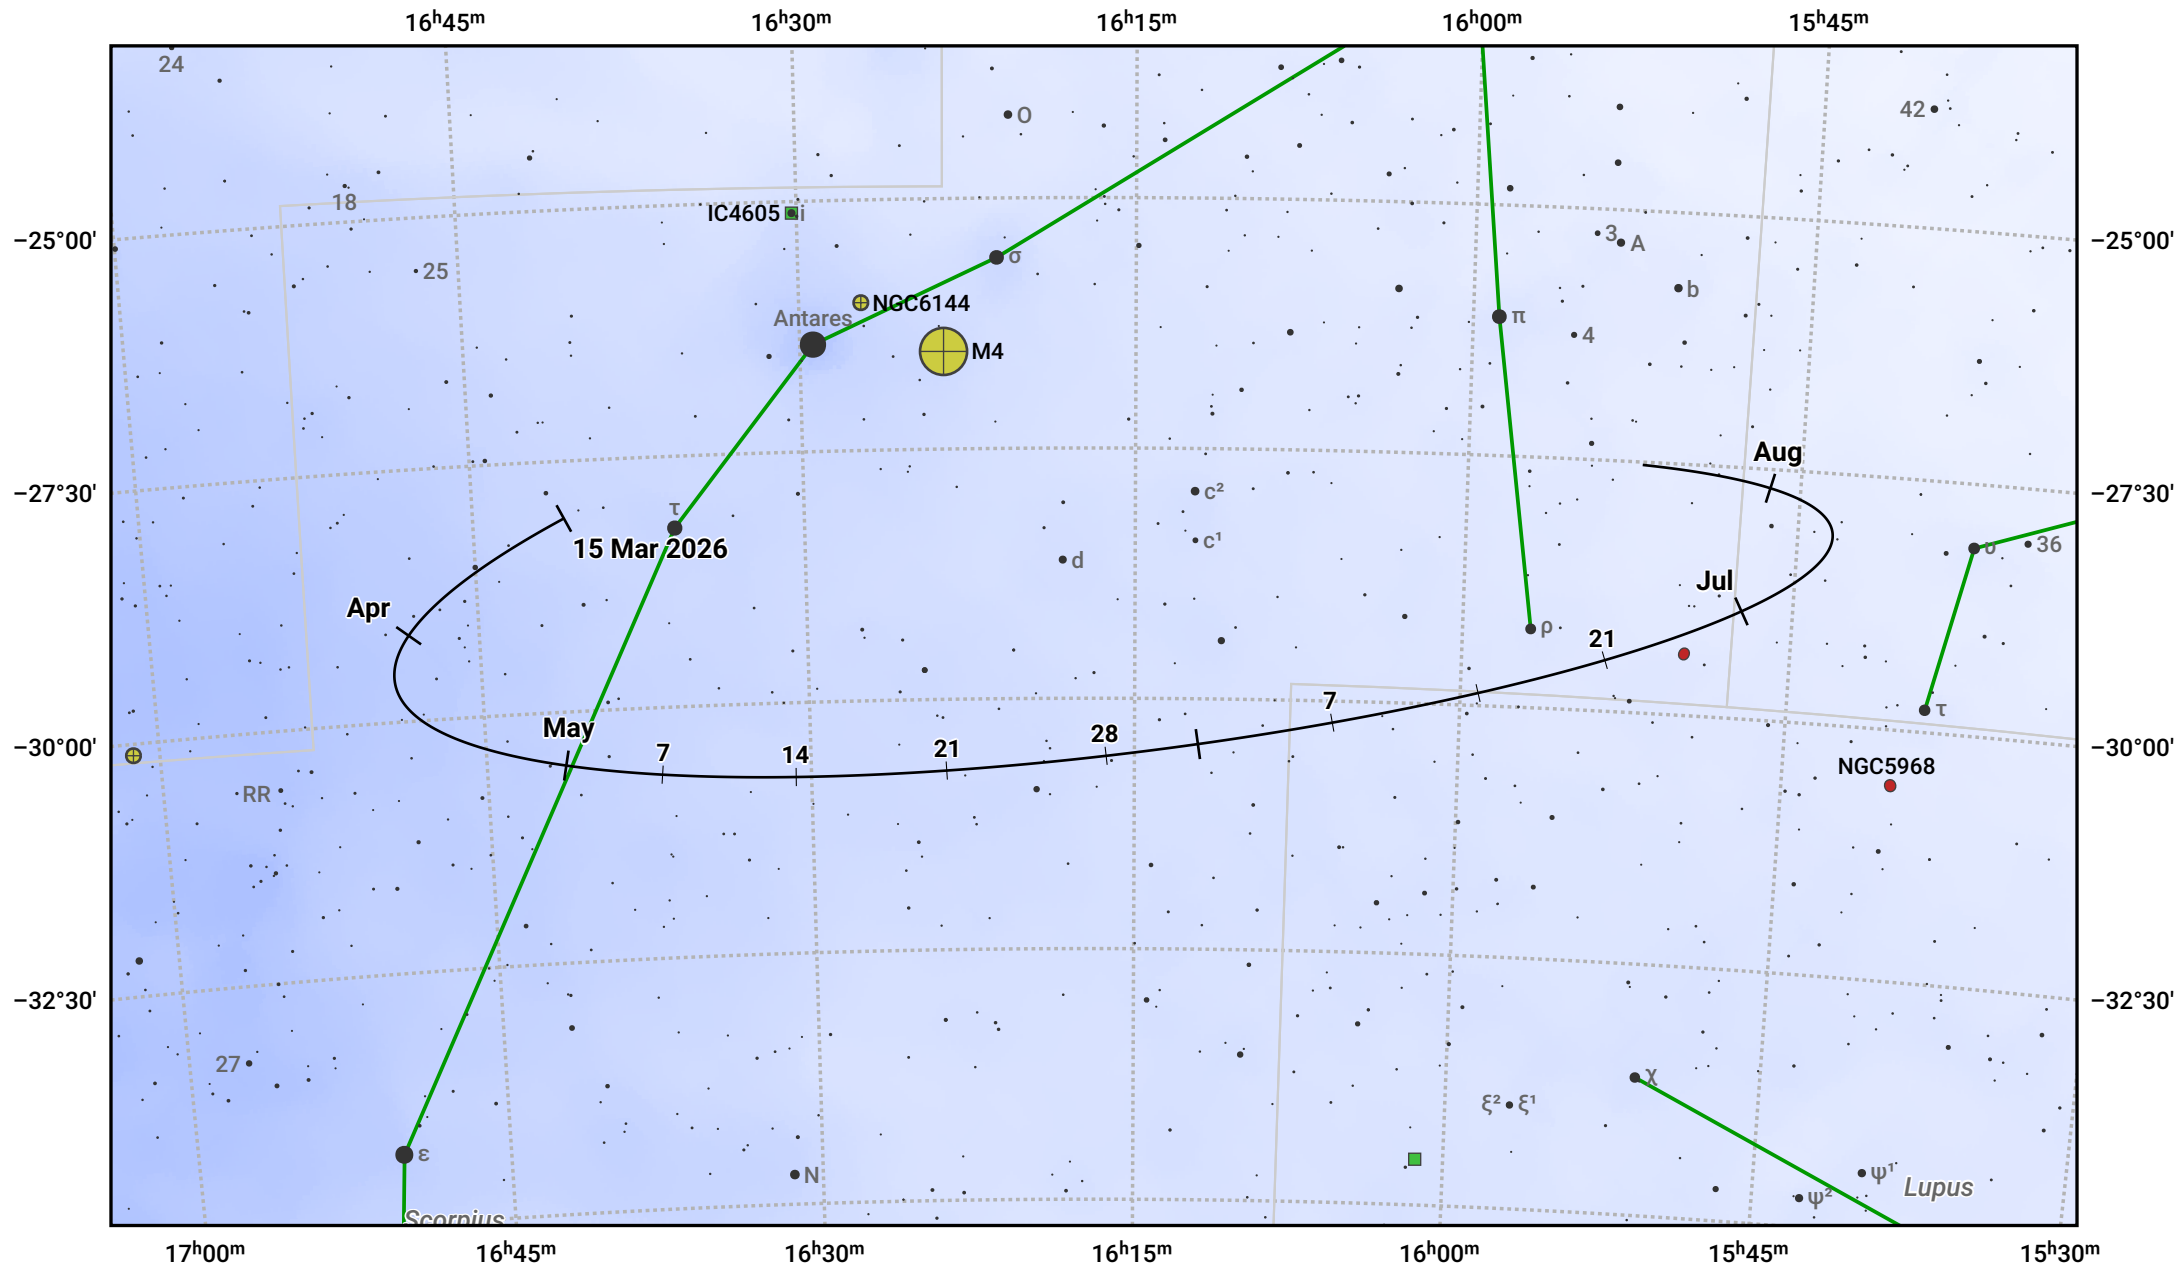 16ʰ45ᵐ 16ʰ30ᵐ 16ʰ15ᵐ 16ʰ00ᵐ 15ʰ45ᵐ
24
O
42
18
IC4605 i
−25°00' −25°00'
σ
3 A
25
b
NGC6144
Antares
π
4
M4
Aug
−27°30' −27°30'
c²
τ
15 Mar 2026
c¹
d
υ 36
Jul
Apr
ρ
21
7
τ
May
28
−30°00' −30°00'
7 14 21
NGC5968
RR
−32°30' −32°30'
27
χ
ξ² ξ¹
ε
N
ψ¹
ψ²
Lupus
Scorpius
17ʰ00ᵐ 16ʰ45ᵐ 16ʰ30ᵐ 16ʰ15ᵐ 16ʰ00ᵐ 15ʰ45ᵐ 15ʰ30ᵐ